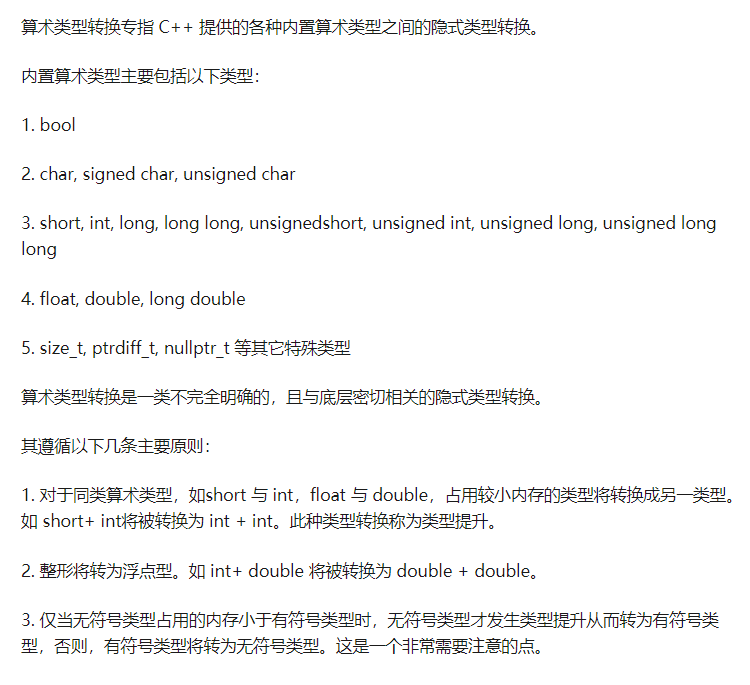 算术类型转换专指 C++ 提供的各种内置算术类型之间的隐式类型转换。
内置算术类型主要包括以下类型：
1. bool
2. char, signed char, unsigned char
3. short, int, long, long long, unsignedshort, unsigned int, unsigned long, unsigned long
long
4. float, double, long double
5. size_t, ptrdiff_t, nullptr_t 等其它特殊类型
算术类型转换是一类不完全明确的，且与底层密切相关的隐式类型转换。
其遵循以下几条主要原则：
1. 对于同类算术类型，如short 与 int，float 与 double，占用较小内存的类型将转换成另一类型。
如 short+ int将被转换为 int + int。此种类型转换称为类型提升。
2. 整形将转为浮点型。如 int+ double 将被转换为 double + double。
3. 仅当无符号类型占用的内存小于有符号类型时，无符号类型才发生类型提升从而转为有符号类
型，否则，有符号类型将转为无符号类型。这是一个非常需要注意的点。